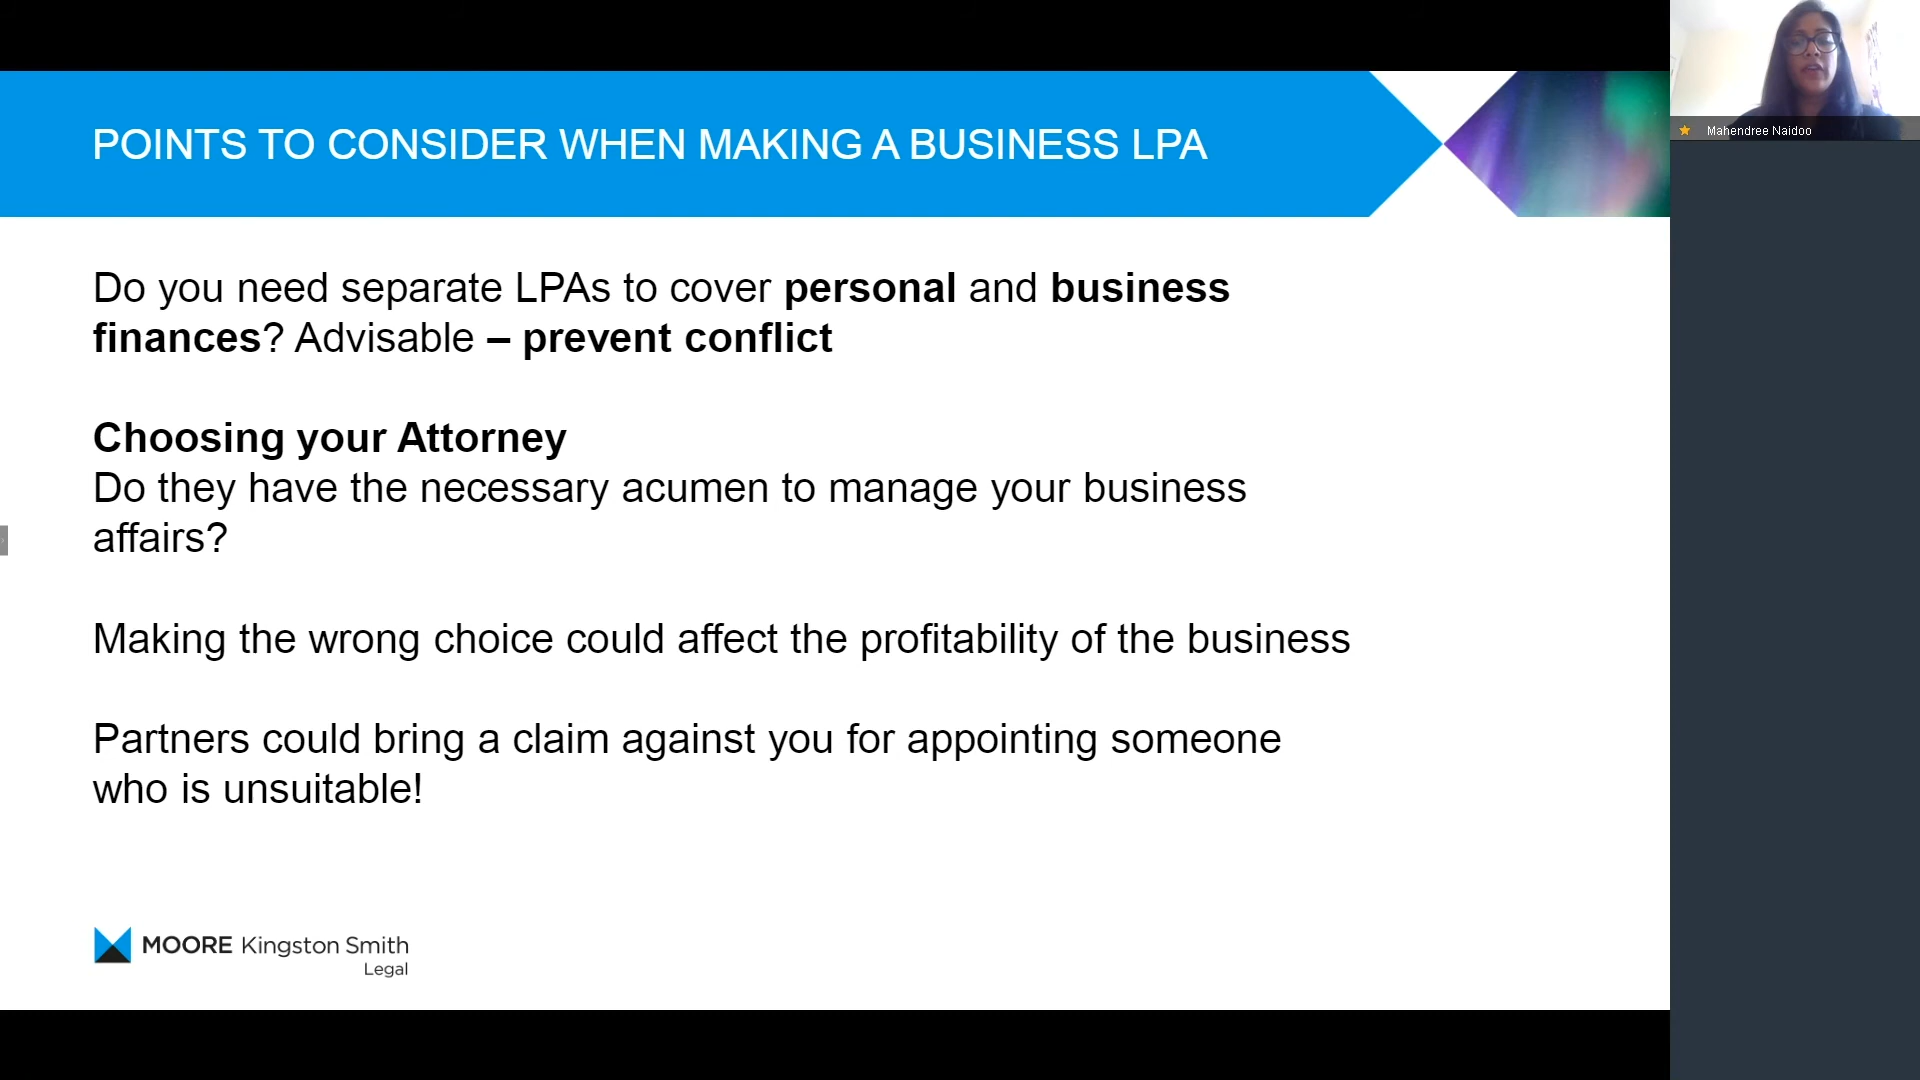 POINTS TO CONSIDER WHEN MAKING A BUSINESS LPA
Mahendree Naidoo
Do you need separate LPAs to cover personal and business
finances? Advisable – prevent conflict
Choosing your Attorney
Do they have the necessary acumen to manage your business
affairs?
Making the wrong choice could affect the profitability of the business
Partners could bring a claim against you for appointing someone
who is unsuitable!
MOORE Kingston Smith
Legal